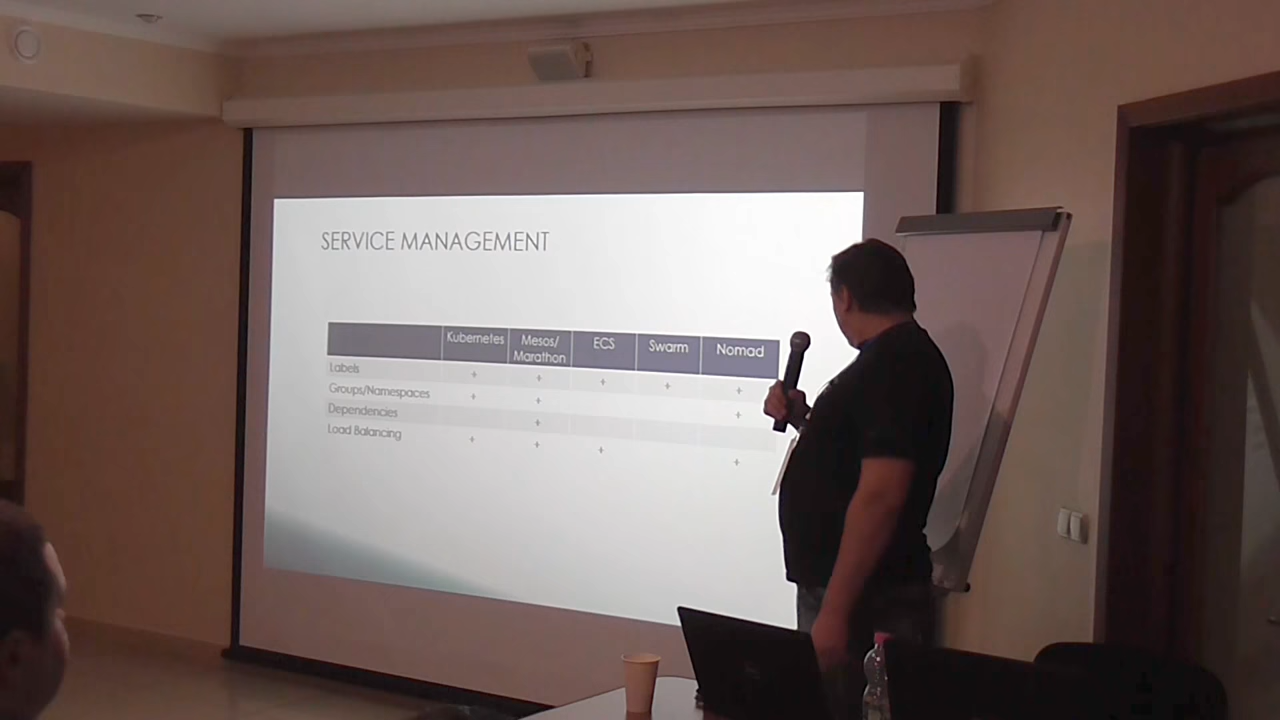 SERVICE MANAGEMENT
Kubernetes Mesos/ Marathon ECS Swarm Nomad
Labels + + + + +
Groups/Namespaces + + +
Dependencies +
Load Balancing + + + +